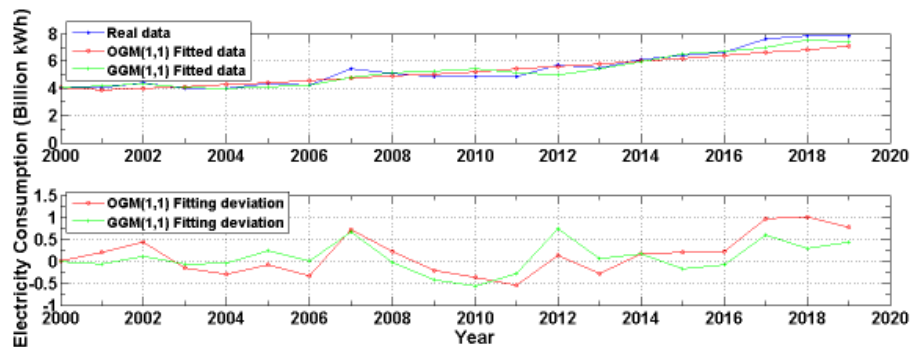 Electricity Consumption (Billion kWh)
Real data
OGM(1,1) Fitted data
GGM(1,1) Fitted data
8
6
4
2
0
2000 2002 2004 2006 2008 2010 2012 2014 2016 2018 2020
OGM(1,1) Fitting deviation
GGM(1,1) Fitting deviation
1.5
1
0.5
0
-0.5
-1
2000 2002 2004 2006 2008 2010 2012 2014 2016 2018 2020
Year